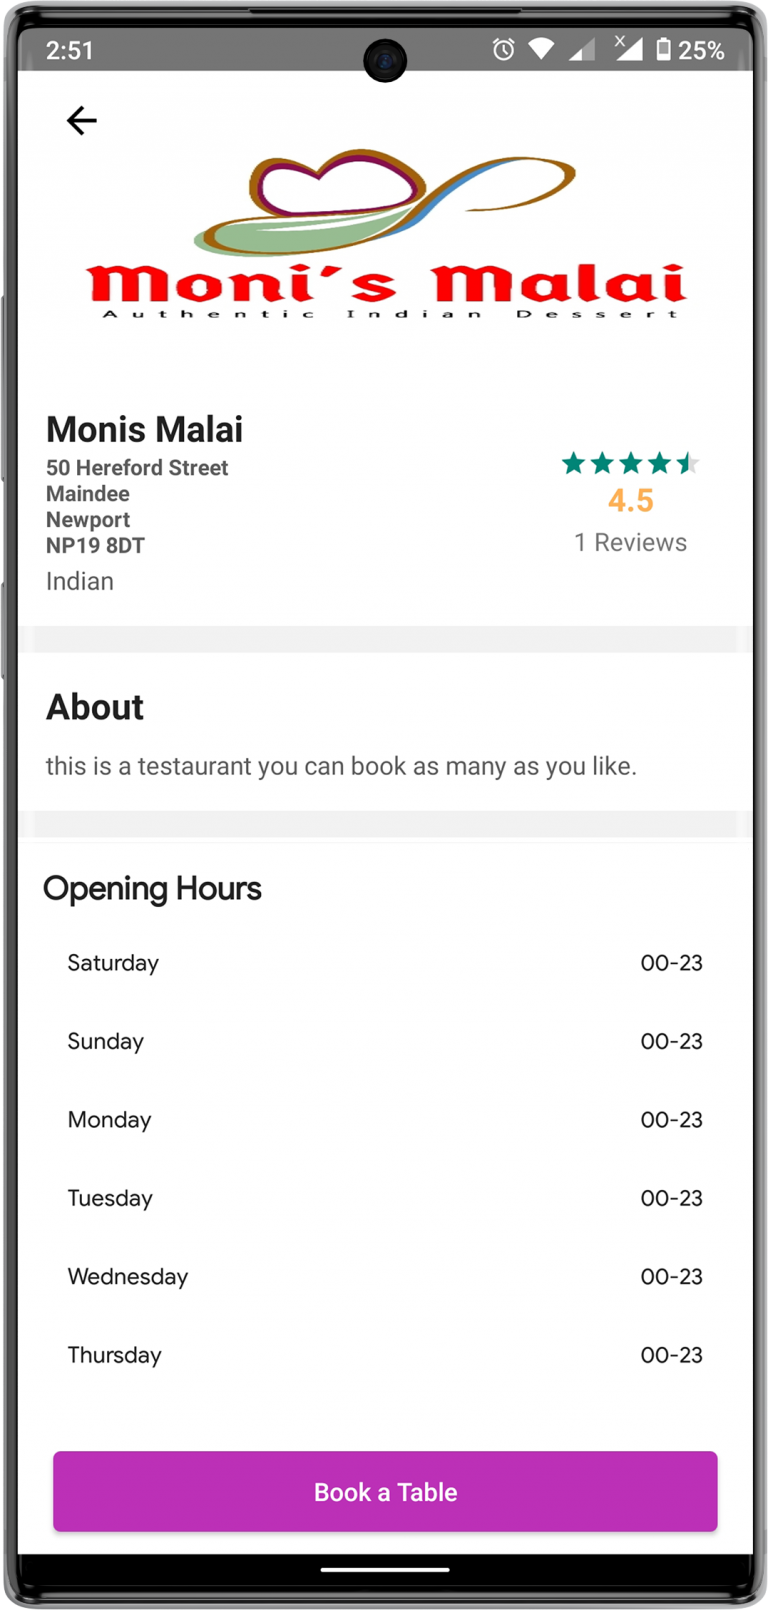 2:51
X
25%
Moni's Malai
Authentic Indian Dessert
Monis Malai
50 Hereford Street
Maindee
Newport
NP19 8DT
Indian
4.5
1 Reviews
About
this is a testaurant you can book as many as you like.
Opening Hours
Saturday 00-23
Sunday 00-23
Monday 00-23
Tuesday 00-23
Wednesday 00-23
Thursday 00-23
Book a Table